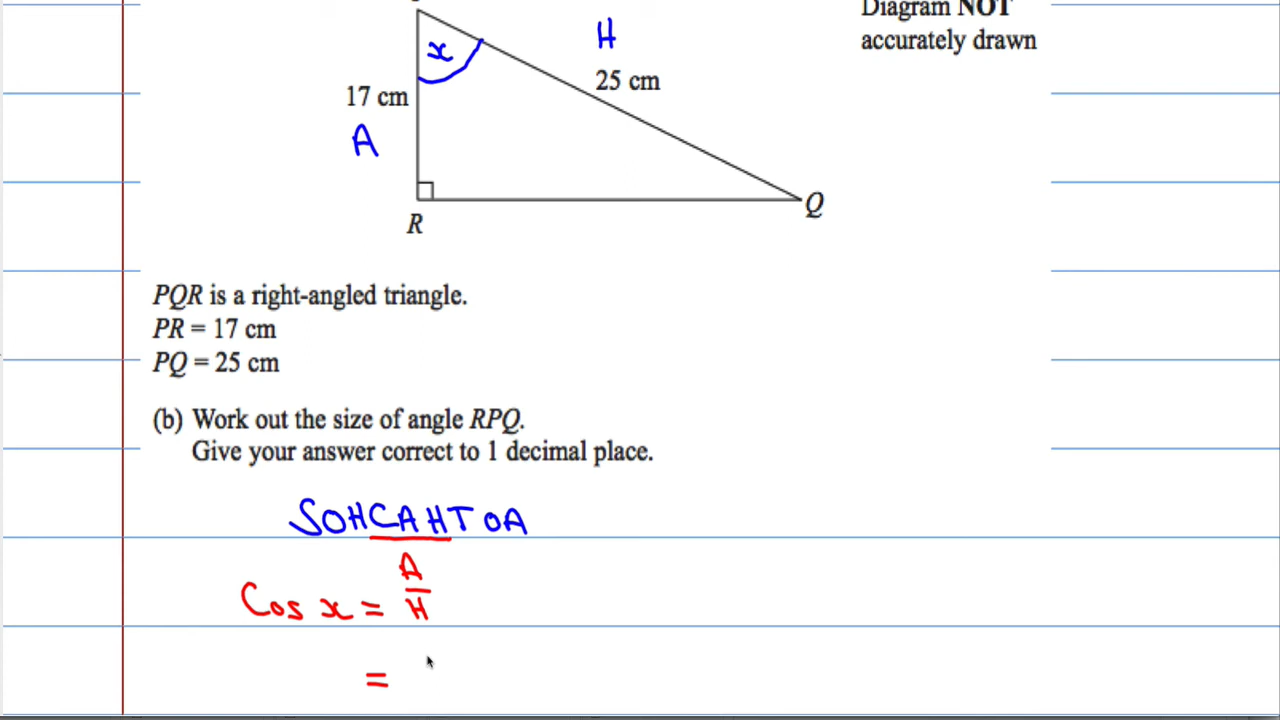 Diagram NOT
accurately drawn
x
H
25 cm
17 cm
A
R
Q
PQR is a right-angled triangle.
PR = 17 cm
PQ = 25 cm
(b) Work out the size of angle RPQ.
Give your answer correct to 1 decimal place.
SOHCAHTOA
Cos x = A/H
=